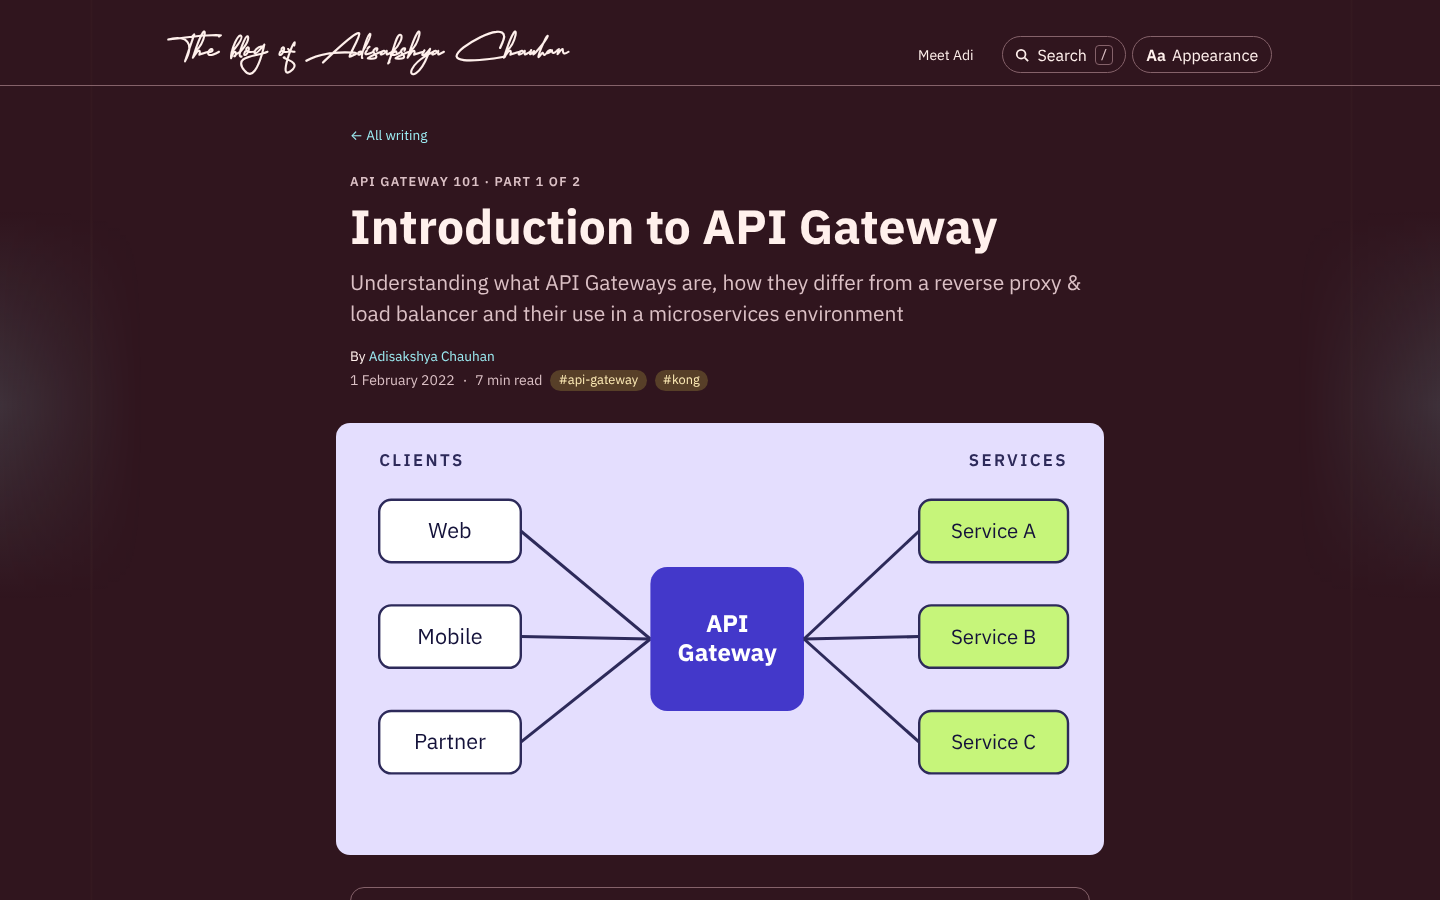 The blog of Adisakshya Chauhan
Meet Adi
Search /
Aa Appearance
← All writing
API GATEWAY 101 · PART 1 OF 2
Introduction to API Gateway
Understanding what API Gateways are, how they differ from a reverse proxy &
load balancer and their use in a microservices environment
By Adisakshya Chauhan
1 February 2022 · 7 min read #api-gateway #kong
CLIENTS
SERVICES
Web
Service A
API
Gateway
Mobile
Service B
Partner
Service C